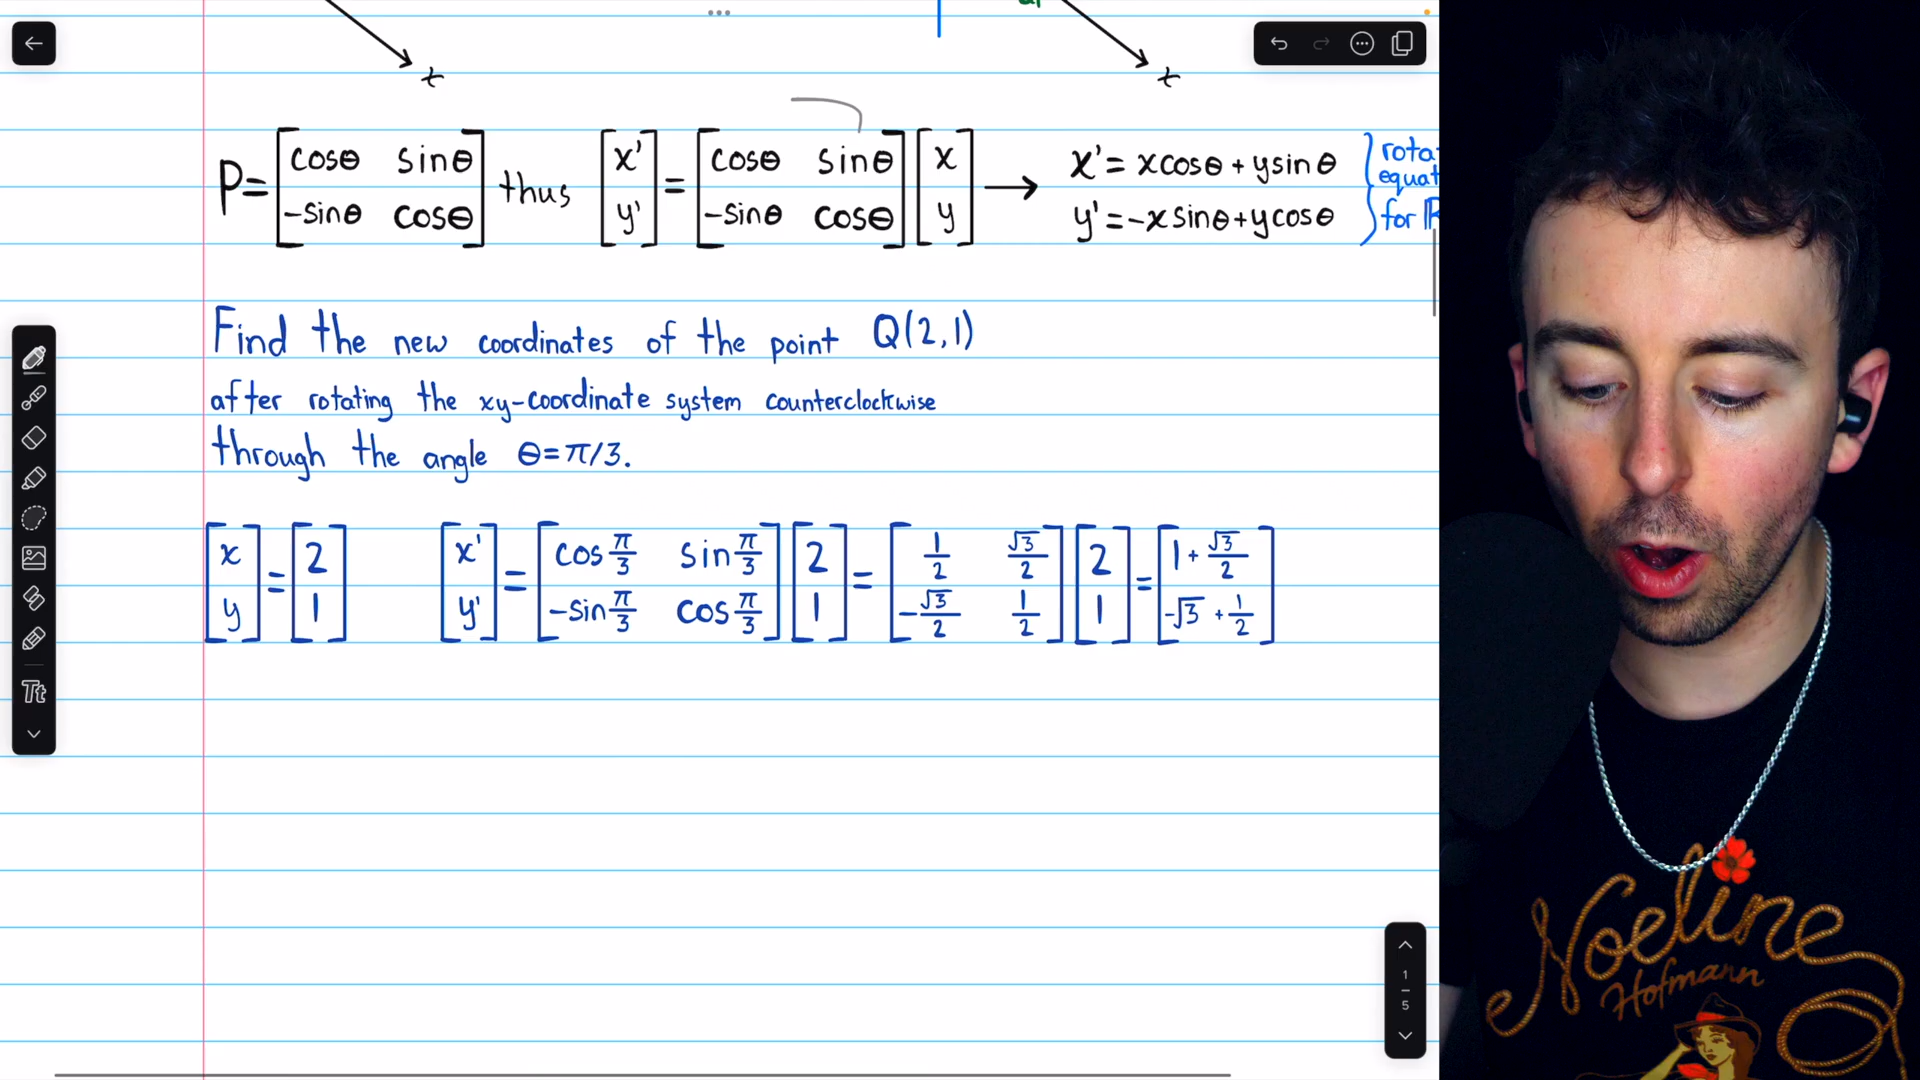 t
t
P= [cosθ sinθ; -sinθ cosθ] thus [x'; y'] = [cosθ sinθ; -sinθ cosθ] [x; y] → x' = xcosθ + ysinθ
y' = -xsinθ + ycosθ
for
Find the new coordinates of the point Q(2,1)
after rotating the xy-coordinate system counterclockwise
through the angle θ=π/3.
[x; y] = [2; 1] [x'; y'] = [cos π/3 sin π/3; -sin π/3 cos π/3] [2; 1] = [1/2 √3/2; -√3/2 1/2] [2; 1] = [1 + √3/2; -√3 + 1/2]
Tt
1
5
Noeline
Hofmann